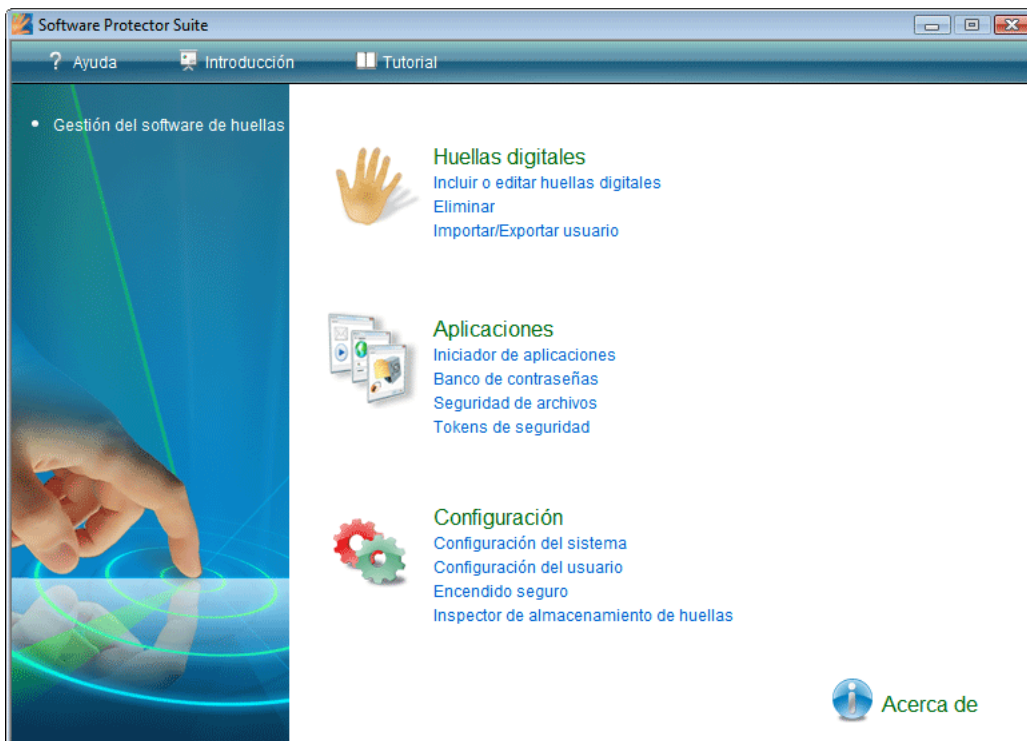 Software Protector Suite
? Ayuda Introducción Tutorial
• Gestión del software de huellas
Huellas digitales
Incluir o editar huellas digitales
Eliminar
Importar/Exportar usuario
Aplicaciones
Iniciador de aplicaciones
Banco de contraseñas
Seguridad de archivos
Tokens de seguridad
Configuración
Configuración del sistema
Configuración del usuario
Encendido seguro
Inspector de almacenamiento de huellas
Acerca de